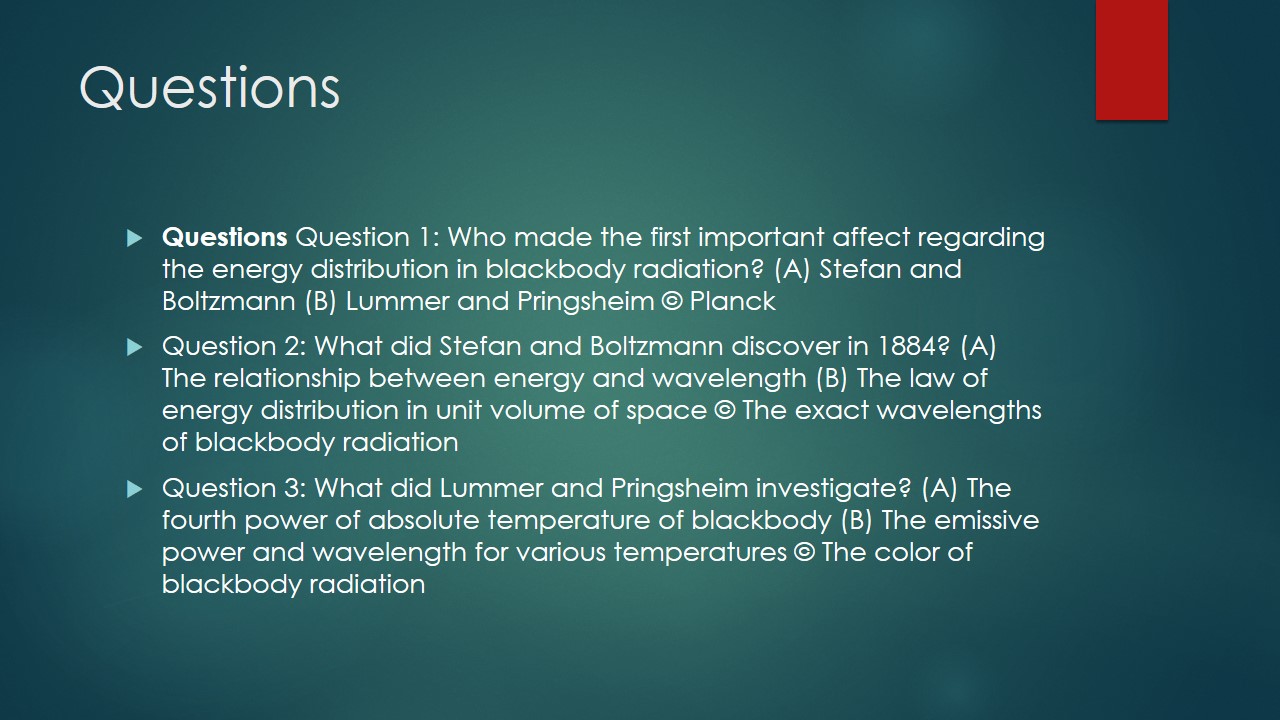 Questions
Questions Question 1: Who made the first important affect regarding
the energy distribution in blackbody radiation? (A) Stefan and
Boltzmann (B) Lummer and Pringsheim © Planck
Question 2: What did Stefan and Boltzmann discover in 1884? (A)
The relationship between energy and wavelength (B) The law of
energy distribution in unit volume of space © The exact wavelengths
of blackbody radiation
Question 3: What did Lummer and Pringsheim investigate? (A) The
fourth power of absolute temperature of blackbody (B) The emissive
power and wavelength for various temperatures © The color of
blackbody radiation